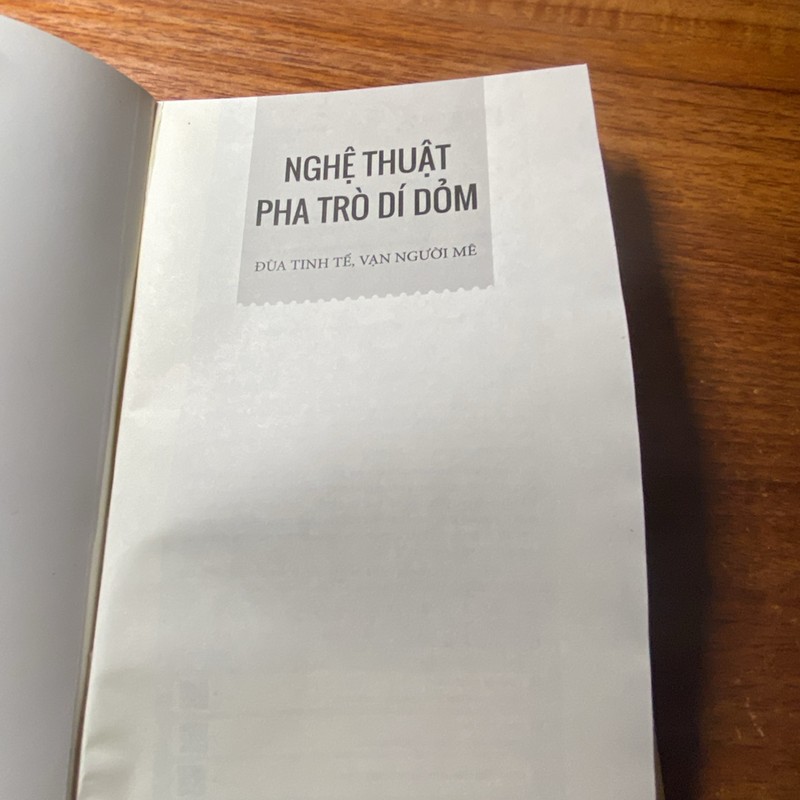 NGHỆ THUẬT
PHA TRÒ DÍ DỎM
ĐÙA TINH TẾ, VẠN NGƯỜI MÊ